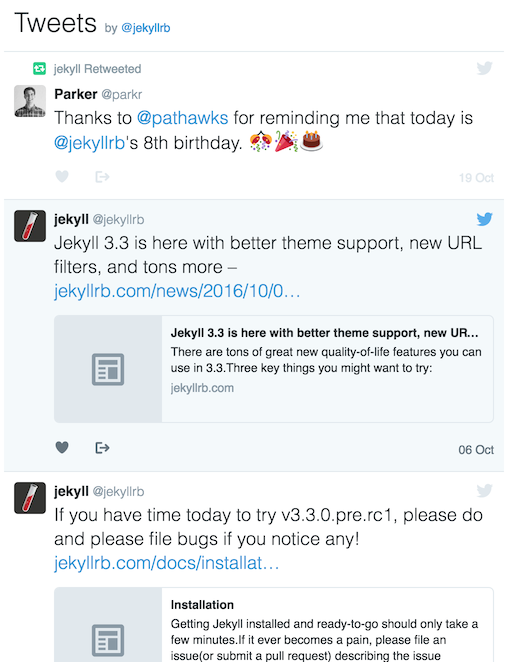 Tweets by @jekyllrb
jekyll Retweeted
Parker @parkr
Thanks to @pathawks for reminding me that today is
@jekyllrb's 8th birthday. 🎊🎉🎂
19 Oct
jekyll @jekyllrb
Jekyll 3.3 is here with better theme support, new URL
filters, and tons more –
jekyllrb.com/news/2016/10/0…
Jekyll 3.3 is here with better theme support, new UR...
There are tons of great new quality-of-life features you can
use in 3.3.Three key things you might want to try:
jekyllrb.com
06 Oct
jekyll @jekyllrb
If you have time today to try v3.3.0.pre.rc1, please do
and please file bugs if you notice any!
jekyllrb.com/docs/installat…
Installation
Getting Jekyll installed and ready-to-go should only take a
few minutes.If it ever becomes a pain, please file an
issue(or submit a pull request) describing the issue